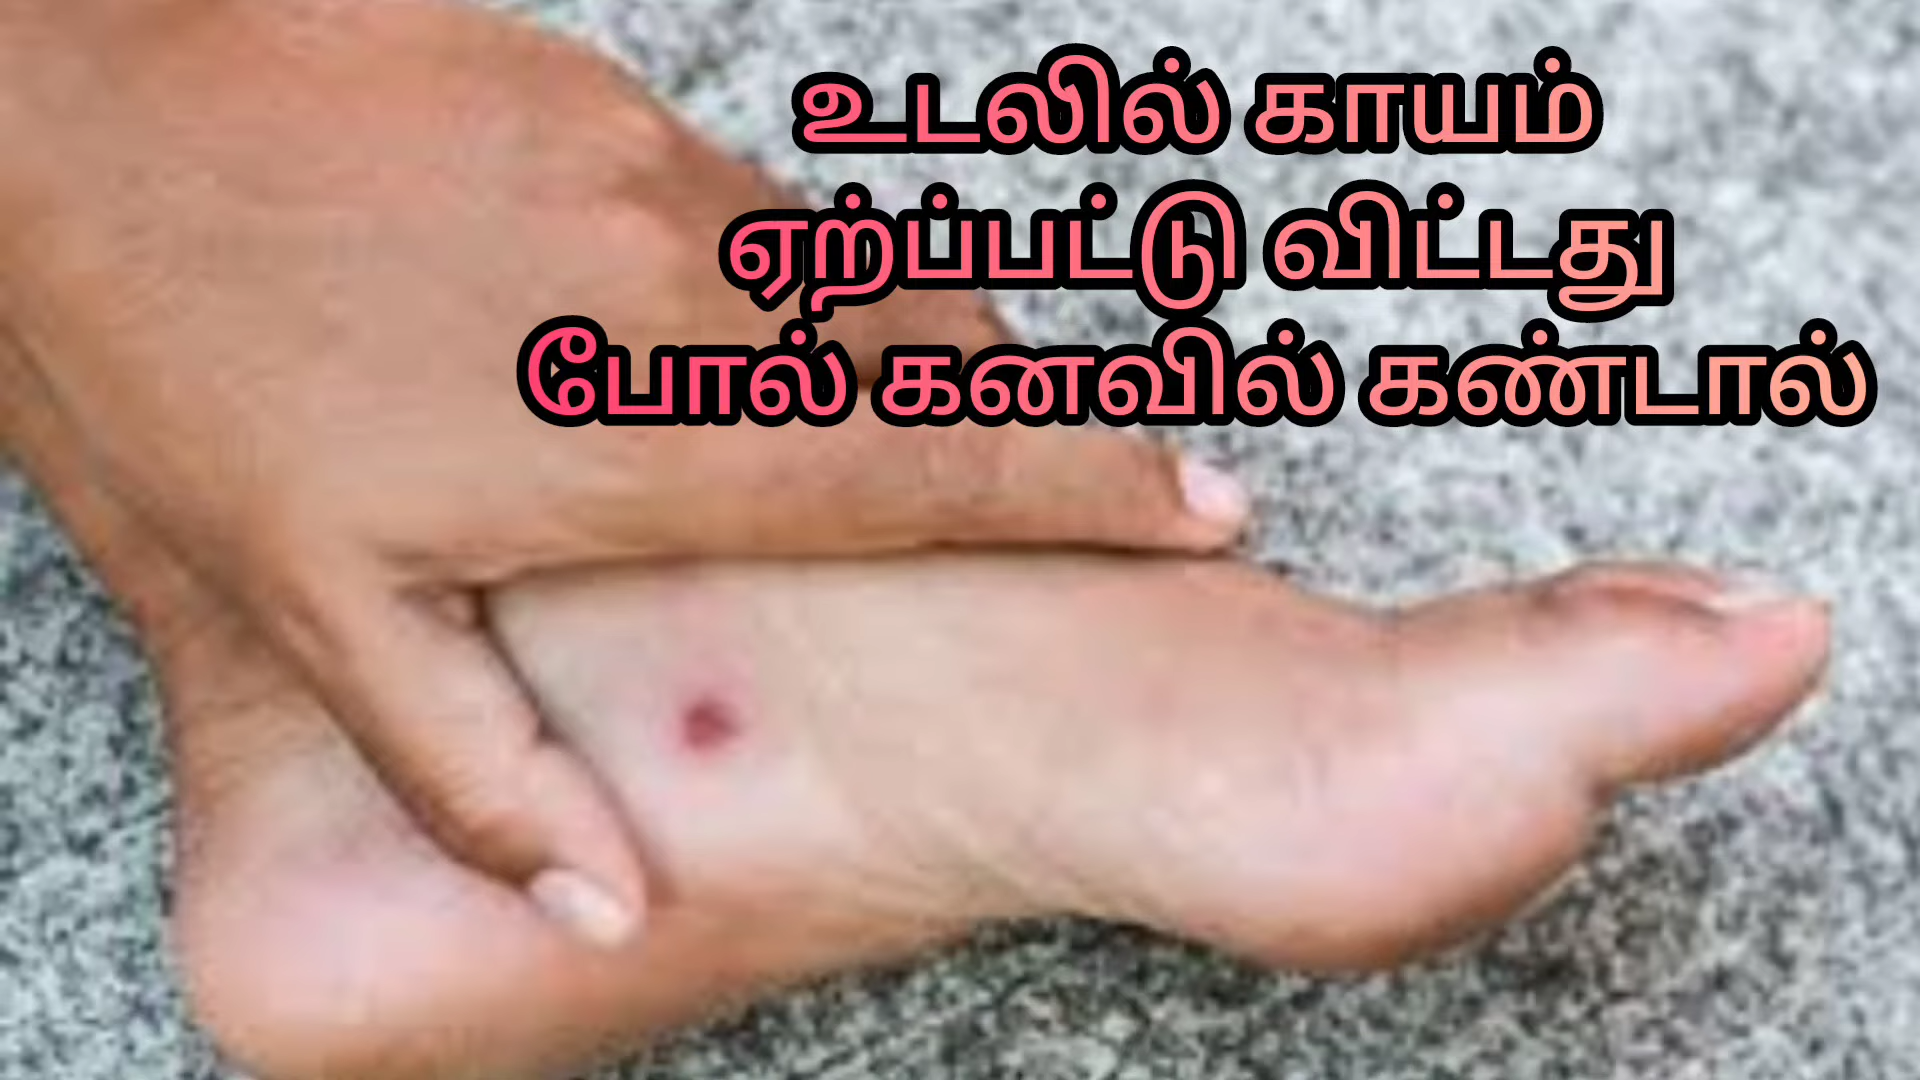 உடலில் காயம்
ஏற்ப்பட்டு விட்டது
போல் கனவில் கண்டால்